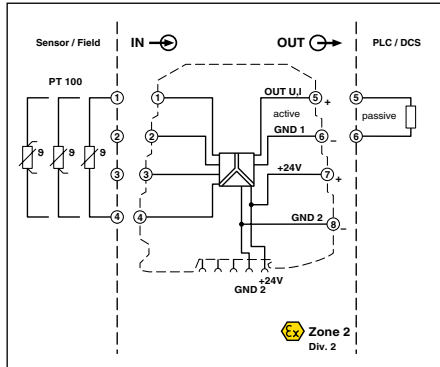 Sensor / Field
IN
OUT
PLC / DCS
PT 100
1
1
OUT U,I
5
+
5
active
passive
2
2
GND 1
6
–
6
ϑ
ϑ
ϑ
3
3
+24V
7
+
4
4
GND 2
8
–
+24V
GND 2
Ex
Zone 2
Div. 2